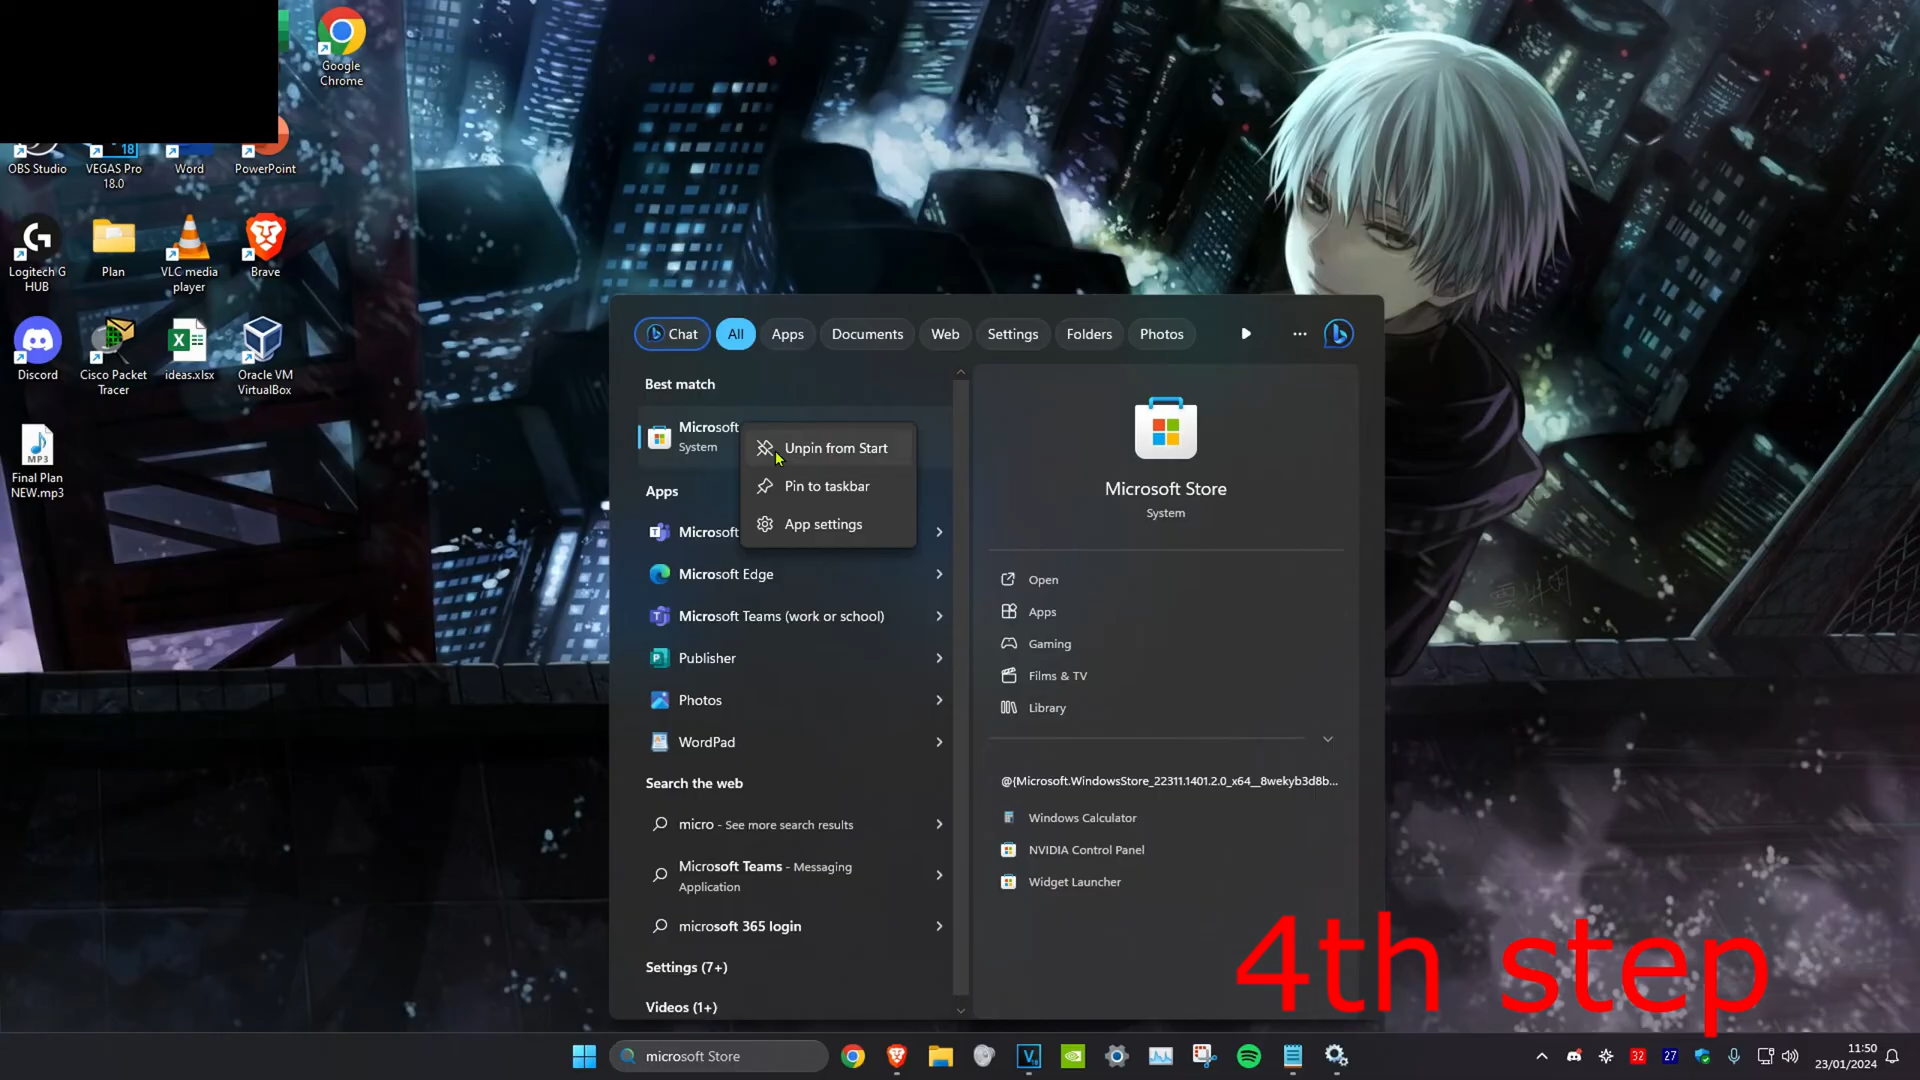 Google
Chrome
OBS Studio
VEGAS Pro
18.0
Word
PowerPoint
18
Logitech G
HUB
Plan
VLC media
player
Brave
Discord
Cisco Packet
Tracer
ideas.xlsx
Oracle VM
VirtualBox
MP3
Final Plan
NEW.mp3
Chat
All
Apps
Documents
Web
Settings
Folders
Photos
Best match
Microsoft
System
Unpin from Start
Pin to taskbar
App settings
Apps
Microsoft
Microsoft Edge
Microsoft Teams (work or school)
Publisher
Photos
WordPad
Search the web
micro - See more search results
Microsoft Teams - Messaging
Application
microsoft 365 login
Settings (7+)
Videos (1+)
Microsoft Store
System
Open
Apps
Gaming
Films & TV
Library
@{Microsoft.WindowsStore_22311.1401.2.0_x64__8wekyb3d8b...
Windows Calculator
NVIDIA Control Panel
Widget Launcher
4th step
microsoft Store
32
27
11:50
23/01/2024